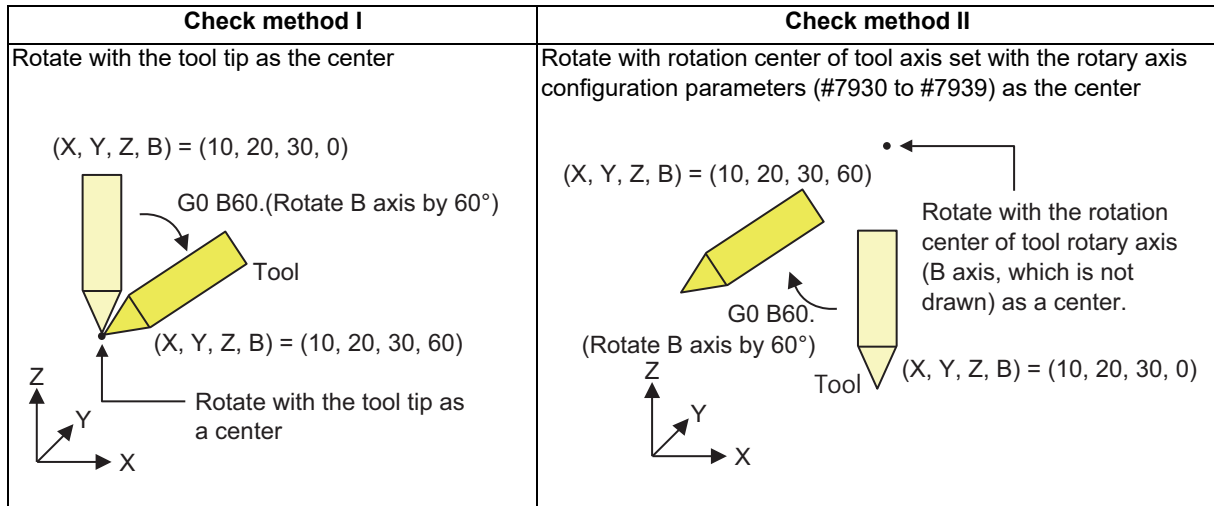 Check method I
Check method II
Rotate with the tool tip as the center
Rotate with rotation center of tool axis set with the rotary axis
configuration parameters (#7930 to #7939) as the center
(X, Y, Z, B) = (10, 20, 30, 0)
G0 B60.(Rotate B axis by 60°)
Tool
(X, Y, Z, B) = (10, 20, 30, 60)
Rotate with the tool tip as
a center
Z
Y
X
(X, Y, Z, B) = (10, 20, 30, 60)
Rotate with the rotation
center of tool rotary axis
(B axis, which is not
drawn) as a center.
G0 B60.
(Rotate B axis by 60°)
Tool
(X, Y, Z, B) = (10, 20, 30, 0)
Z
Y
X